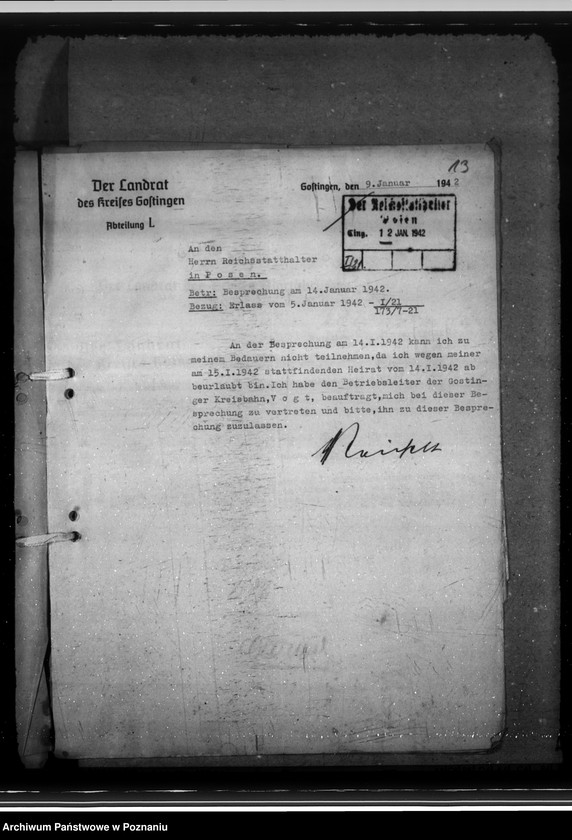 13
Der Landrat
des Kreises Gostingen
Abteilung I.
Gostingen, den 9.Januar 1942
Der Reichsstatthalter
Posen
Eing. 12 JAN. 1942
An den
Herrn Reichsstatthalter
in Posen.
Betr: Besprechung am 14.Januar 1942.
Bezug: Erlass vom 5.Januar 1942 - I/21
173/7-21
An der Besprechung am 14.I.1942 kann ich zu
meinem Bedauern nicht teilnehmen,da ich wegen meiner
am 15.I.1942 stattfindenden Heirat vom 14.I.1942 ab
beurlaubt bin.Ich habe den Betriebsleiter der Gostin-
ger Kreisbahn,V o g t, beauftragt,mich bei dieser Be-
sprechung zu vertreten und bitte,ihn zu dieser Bespre-
chung zuzulassen.
Archiwum Państwowe w Poznaniu